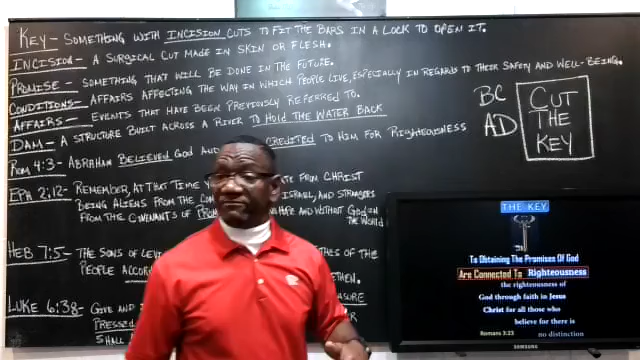 KEY - SOMETHING WITH INCISION CUTS TO FIT THE BARS IN A LOCK TO OPEN IT.
INCISION - A SURGICAL CUT MADE IN SKIN OR FLESH.
PROMISE - SOMETHING THAT WILL BE DONE IN THE FUTURE.
CONDITIONS - AFFAIRS AFFECTING THE WAY IN WHICH PEOPLE LIVE, ESPECIALLY IN REGARDS TO THEIR SAFETY AND WELL-BEING.
AFFAIRS - EVENTS THAT HAVE BEEN PREVIOUSLY REFERRED TO.
DAM - A STRUCTURE BUILT ACROSS A RIVER TO HOLD THE WATER BACK
ROM 4:3 - ABRAHAM BELIEVED GOD AND CREDITED TO HIM FOR RIGHTEOUSNESS
EPH 2:12 - REMEMBER, AT THAT TIME FROM CHRIST
BEING ALIENS FROM THE ISRAEL, AND STRANGERS
FROM THE COVENANTS OF HOPE AND WITHOUT GOD IN
THE WORLD
HEB 7:5 - THE SONS OF OF THE
PEOPLE
LUKE 6:38 - GIVE AND
PRESSED
SHALL
BC
AD
CUT
THE
KEY
THE KEY
To Obtaining The Promises Of God
Are Connected To Righteousness
the righteousness of
God through faith in Jesus
Christ for all those who
believe for there is
no distinction
Romans 3:23
SAMSUNG